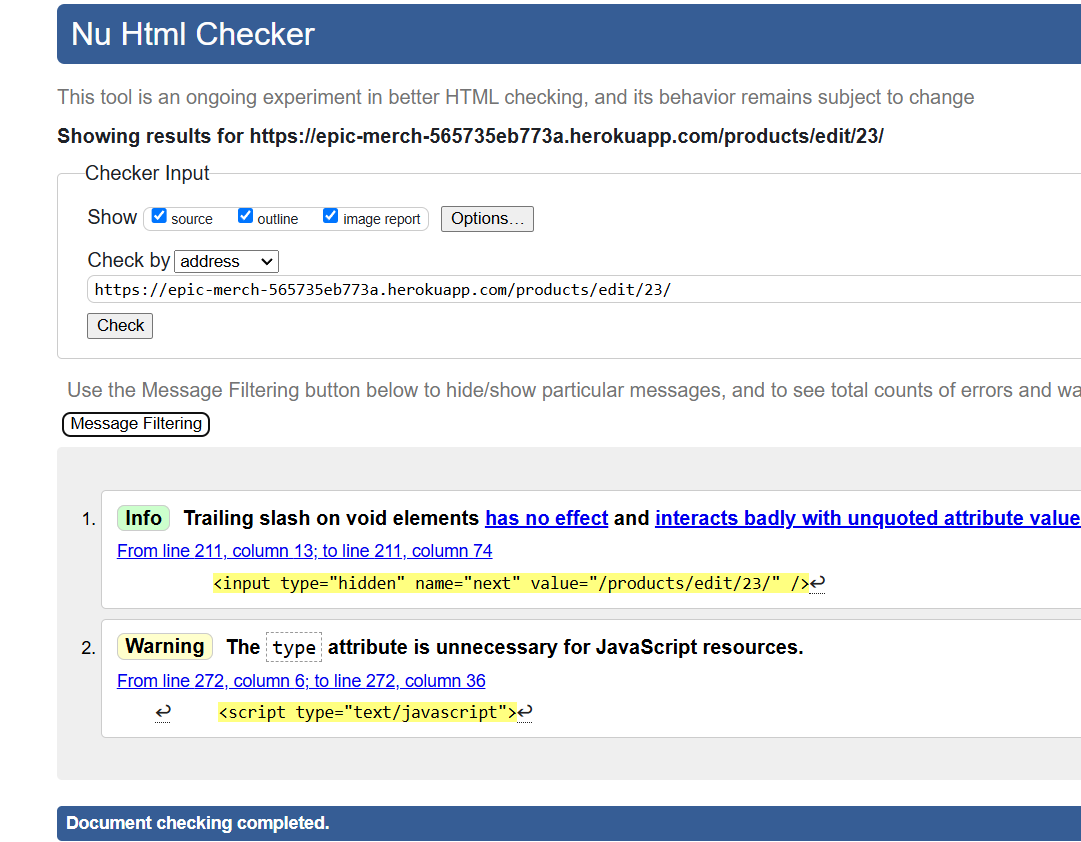 Nu Html Checker
This tool is an ongoing experiment in better HTML checking, and its behavior remains subject to change
Showing results for https://epic-merch-565735eb773a.herokuapp.com/products/edit/23/
Checker Input
Show source outline image report Options...
Check by address
https://epic-merch-565735eb773a.herokuapp.com/products/edit/23/
Check
Use the Message Filtering button below to hide/show particular messages, and to see total counts of errors and wa
Message Filtering
1. Info Trailing slash on void elements has no effect and interacts badly with unquoted attribute value
From line 211, column 13; to line 211, column 74
<input type="hidden" name="next" value="/products/edit/23/" />↩
2. Warning The type attribute is unnecessary for JavaScript resources.
From line 272, column 6; to line 272, column 36
↩ <script type="text/javascript">↩
Document checking completed.